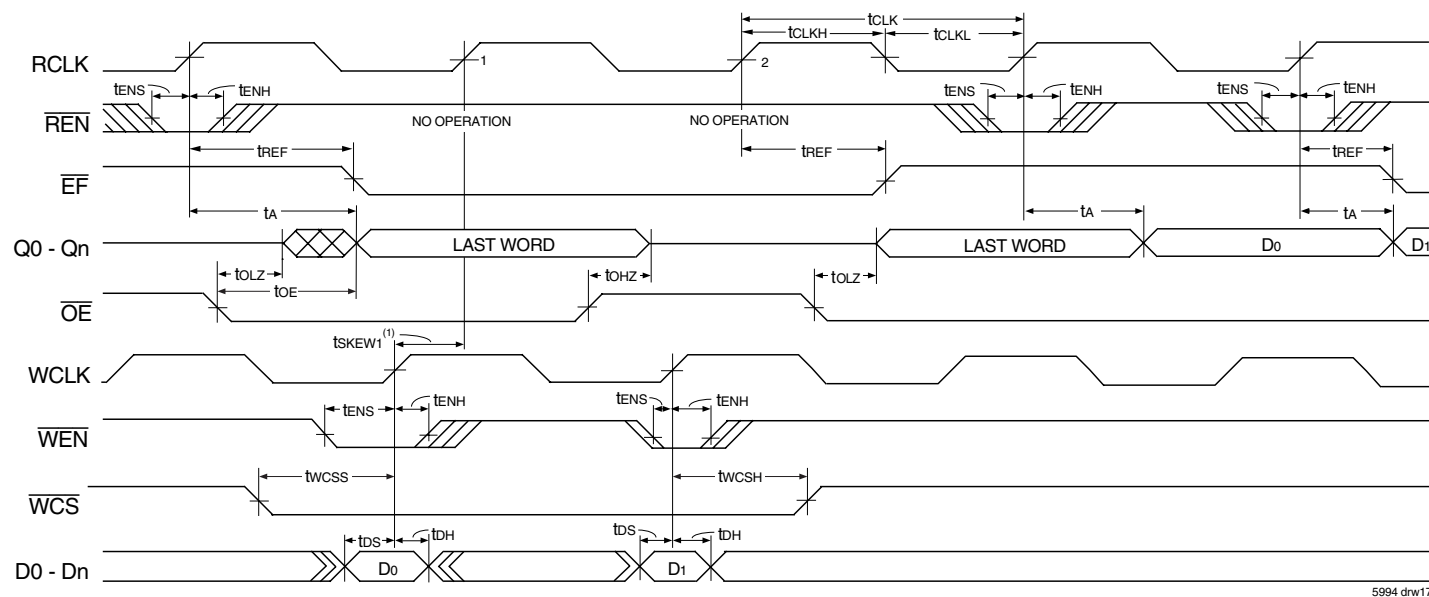 tCLK
tCLKH tCLKL
RCLK 1 2
tENS tENH tENS tENH tENS tENH
REN NO OPERATION NO OPERATION
tREF tREF tREF
EF
tA tA tA
Q0 - Qn LAST WORD LAST WORD D0 D1
tOLZ tOHZ tOLZ
tOE
OE
tSKEW1(1)
WCLK
tENS tENH tENS tENH
WEN
tWCSS tWCSH
WCS
tDS tDH tDS tDH
D0 - Dn D0 D1
5994 drw17